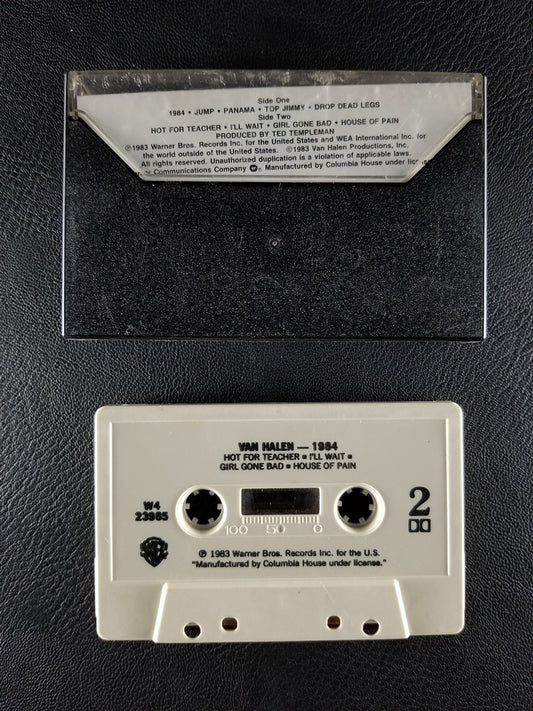 Side One
1984 • JUMP • PANAMA • TOP JIMMY • DROP DEAD LEGS
Side Two
HOT FOR TEACHER • I'LL WAIT • GIRL GONE BAD • HOUSE OF PAIN
PRODUCED BY TED TEMPLEMAN
℗1983 Warner Bros. Records Inc. for the United States and WEA International Inc. for
the world outside of the United States. ©1983 Van Halen Productions, Inc.
All rights reserved. Unauthorized duplication is a violation of applicable laws.
Communications Company Manufactured by Columbia House under
VAN HALEN — 1984
HOT FOR TEACHER ▪ I'LL WAIT ▪
GIRL GONE BAD ▪ HOUSE OF PAIN
W4
23985
2
100 50 0
℗ 1983 Warner Bros. Records Inc. for the U.S.
"Manufactured by Columbia House under license."